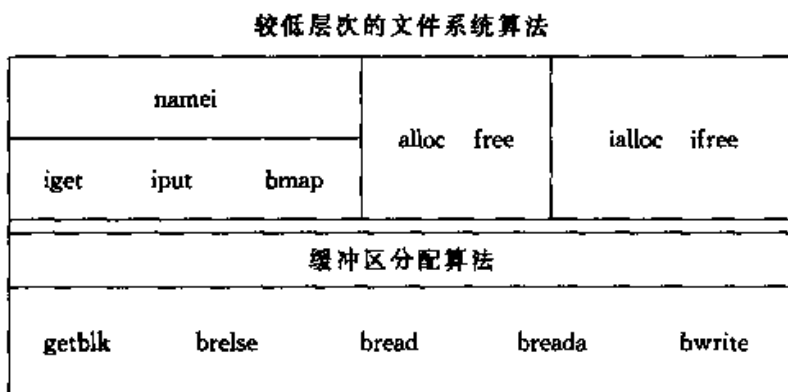 较低层次的文件系统算法
namei
alloc free
ialloc ifree
iget iput bmap
缓冲区分配算法
getblk brelse bread breada bwrite